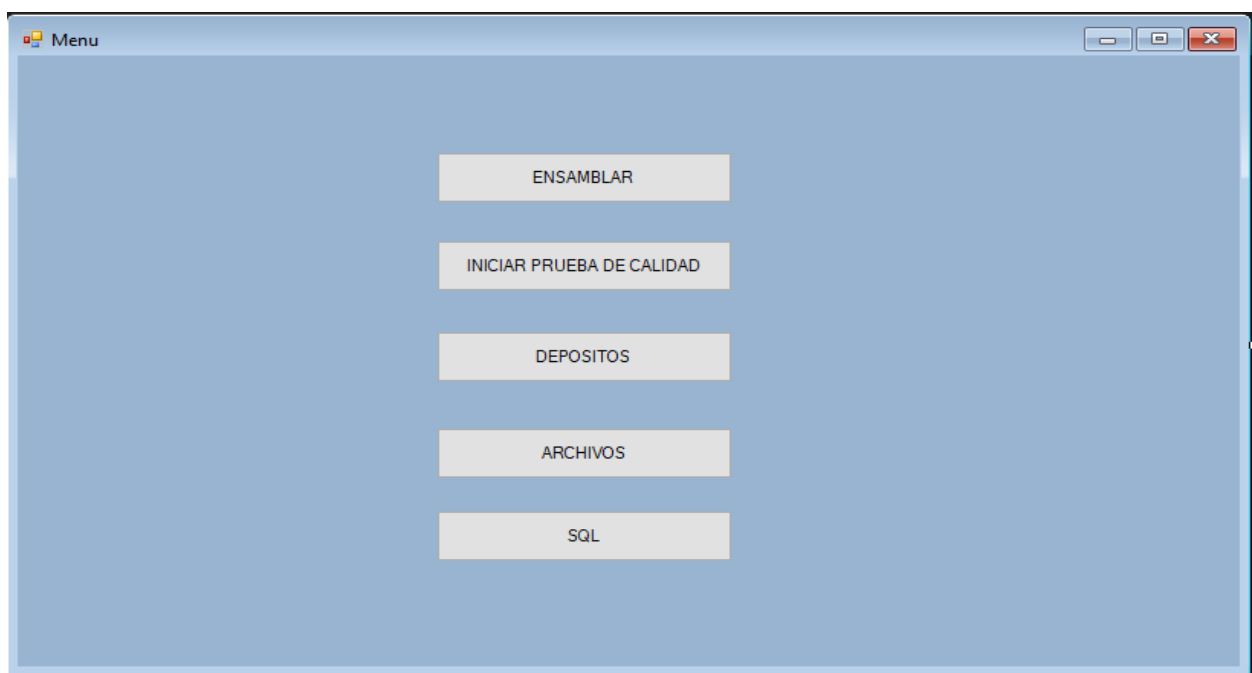 Menu
ENSAMBLAR
INICIAR PRUEBA DE CALIDAD
DEPOSITOS
ARCHIVOS
SQL